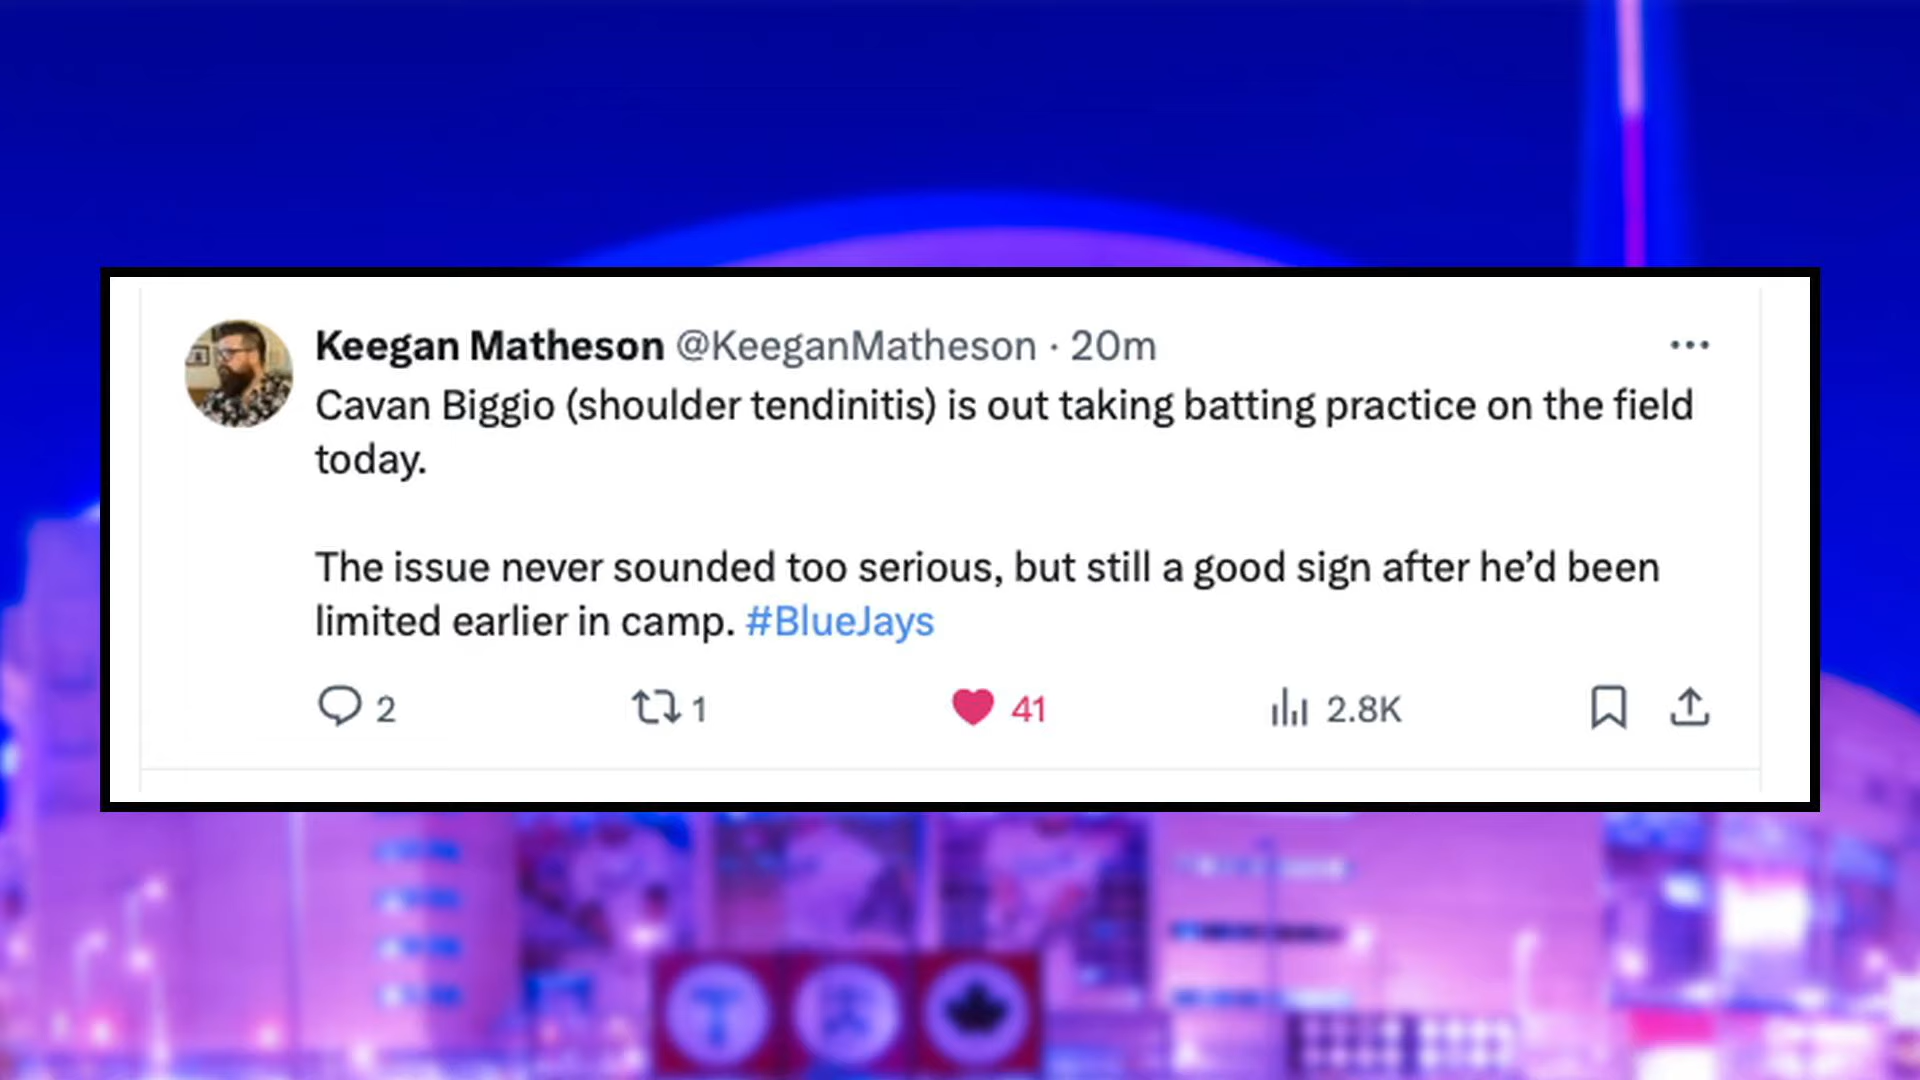 Keegan Matheson @KeeganMatheson · 20m
Cavan Biggio (shoulder tendinitis) is out taking batting practice on the field
today.
The issue never sounded too serious, but still a good sign after he’d been
limited earlier in camp. #BlueJays
2 1 41 2.8K